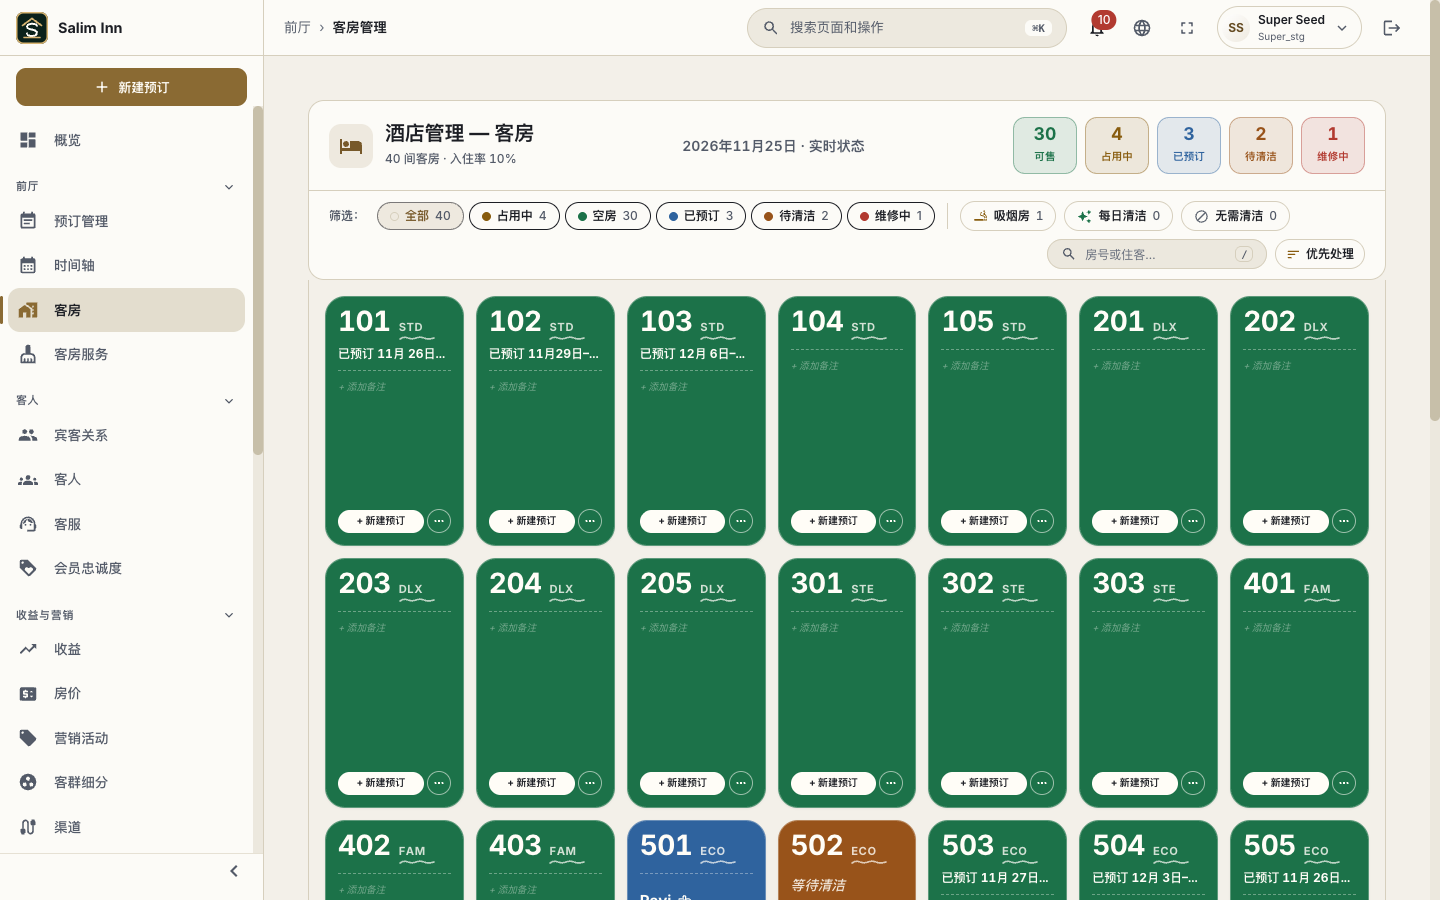 Salim Inn
前厅 › 客房管理
搜索页面和操作 ⌘K
10
SS Super Seed
Super_stg
+ 新建预订
概览
前厅
预订管理
时间轴
客房
客房服务
客人
宾客关系
客人
客服
会员忠诚度
收益与营销
收益
房价
营销活动
客群细分
渠道
酒店管理 — 客房
40 间客房 · 入住率 10%
2026年11月25日 · 实时状态
30 可售
4 占用中
3 已预订
2 待清洁
1 维修中
筛选: 全部 40 占用中 4 空房 30 已预订 3 待清洁 2 维修中 1 吸烟房 1 每日清洁 0 无需清洁 0
房号或住客... / 优先处理
101 STD 102 STD 103 STD 104 STD 105 STD 201 DLX 202 DLX
已预订 11月 26日... 已预订 11月29日–... 已预订 12月 6日–...
+ 添加备注 + 添加备注 + 添加备注 + 添加备注 + 添加备注 + 添加备注 + 添加备注
+ 新建预订 ··· + 新建预订 ··· + 新建预订 ··· + 新建预订 ··· + 新建预订 ··· + 新建预订 ··· + 新建预订 ···
203 DLX 204 DLX 205 DLX 301 STE 302 STE 303 STE 401 FAM
+ 添加备注 + 添加备注 + 添加备注 + 添加备注 + 添加备注 + 添加备注 + 添加备注
+ 新建预订 ··· + 新建预订 ··· + 新建预订 ··· + 新建预订 ··· + 新建预订 ··· + 新建预订 ··· + 新建预订 ···
402 FAM 403 FAM 501 ECO 502 ECO 503 ECO 504 ECO 505 ECO
已预订 11月 27日... 已预订 12月 3日–... 已预订 11月 26日...
+ 添加备注 + 添加备注 等待清洁